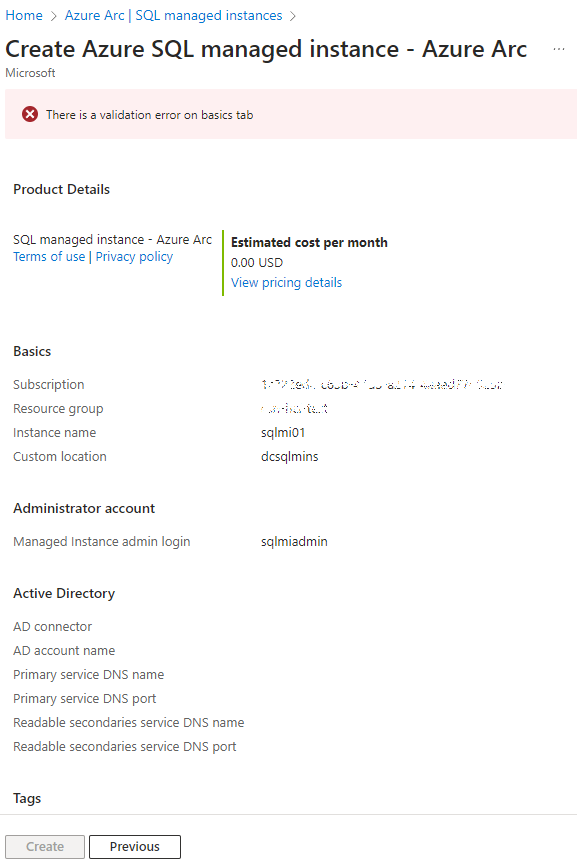 Home > Azure Arc | SQL managed instances >
Create Azure SQL managed instance - Azure Arc ...
Microsoft
There is a validation error on basics tab
Product Details
SQL managed instance - Azure Arc
Terms of use | Privacy policy
Estimated cost per month
0.00 USD
View pricing details
Basics
Subscription
Resource group
Instance name sqlmi01
Custom location dcsqlmins
Administrator account
Managed Instance admin login sqlmiadmin
Active Directory
AD connector
AD account name
Primary service DNS name
Primary service DNS port
Readable secondaries service DNS name
Readable secondaries service DNS port
Tags
Create Previous